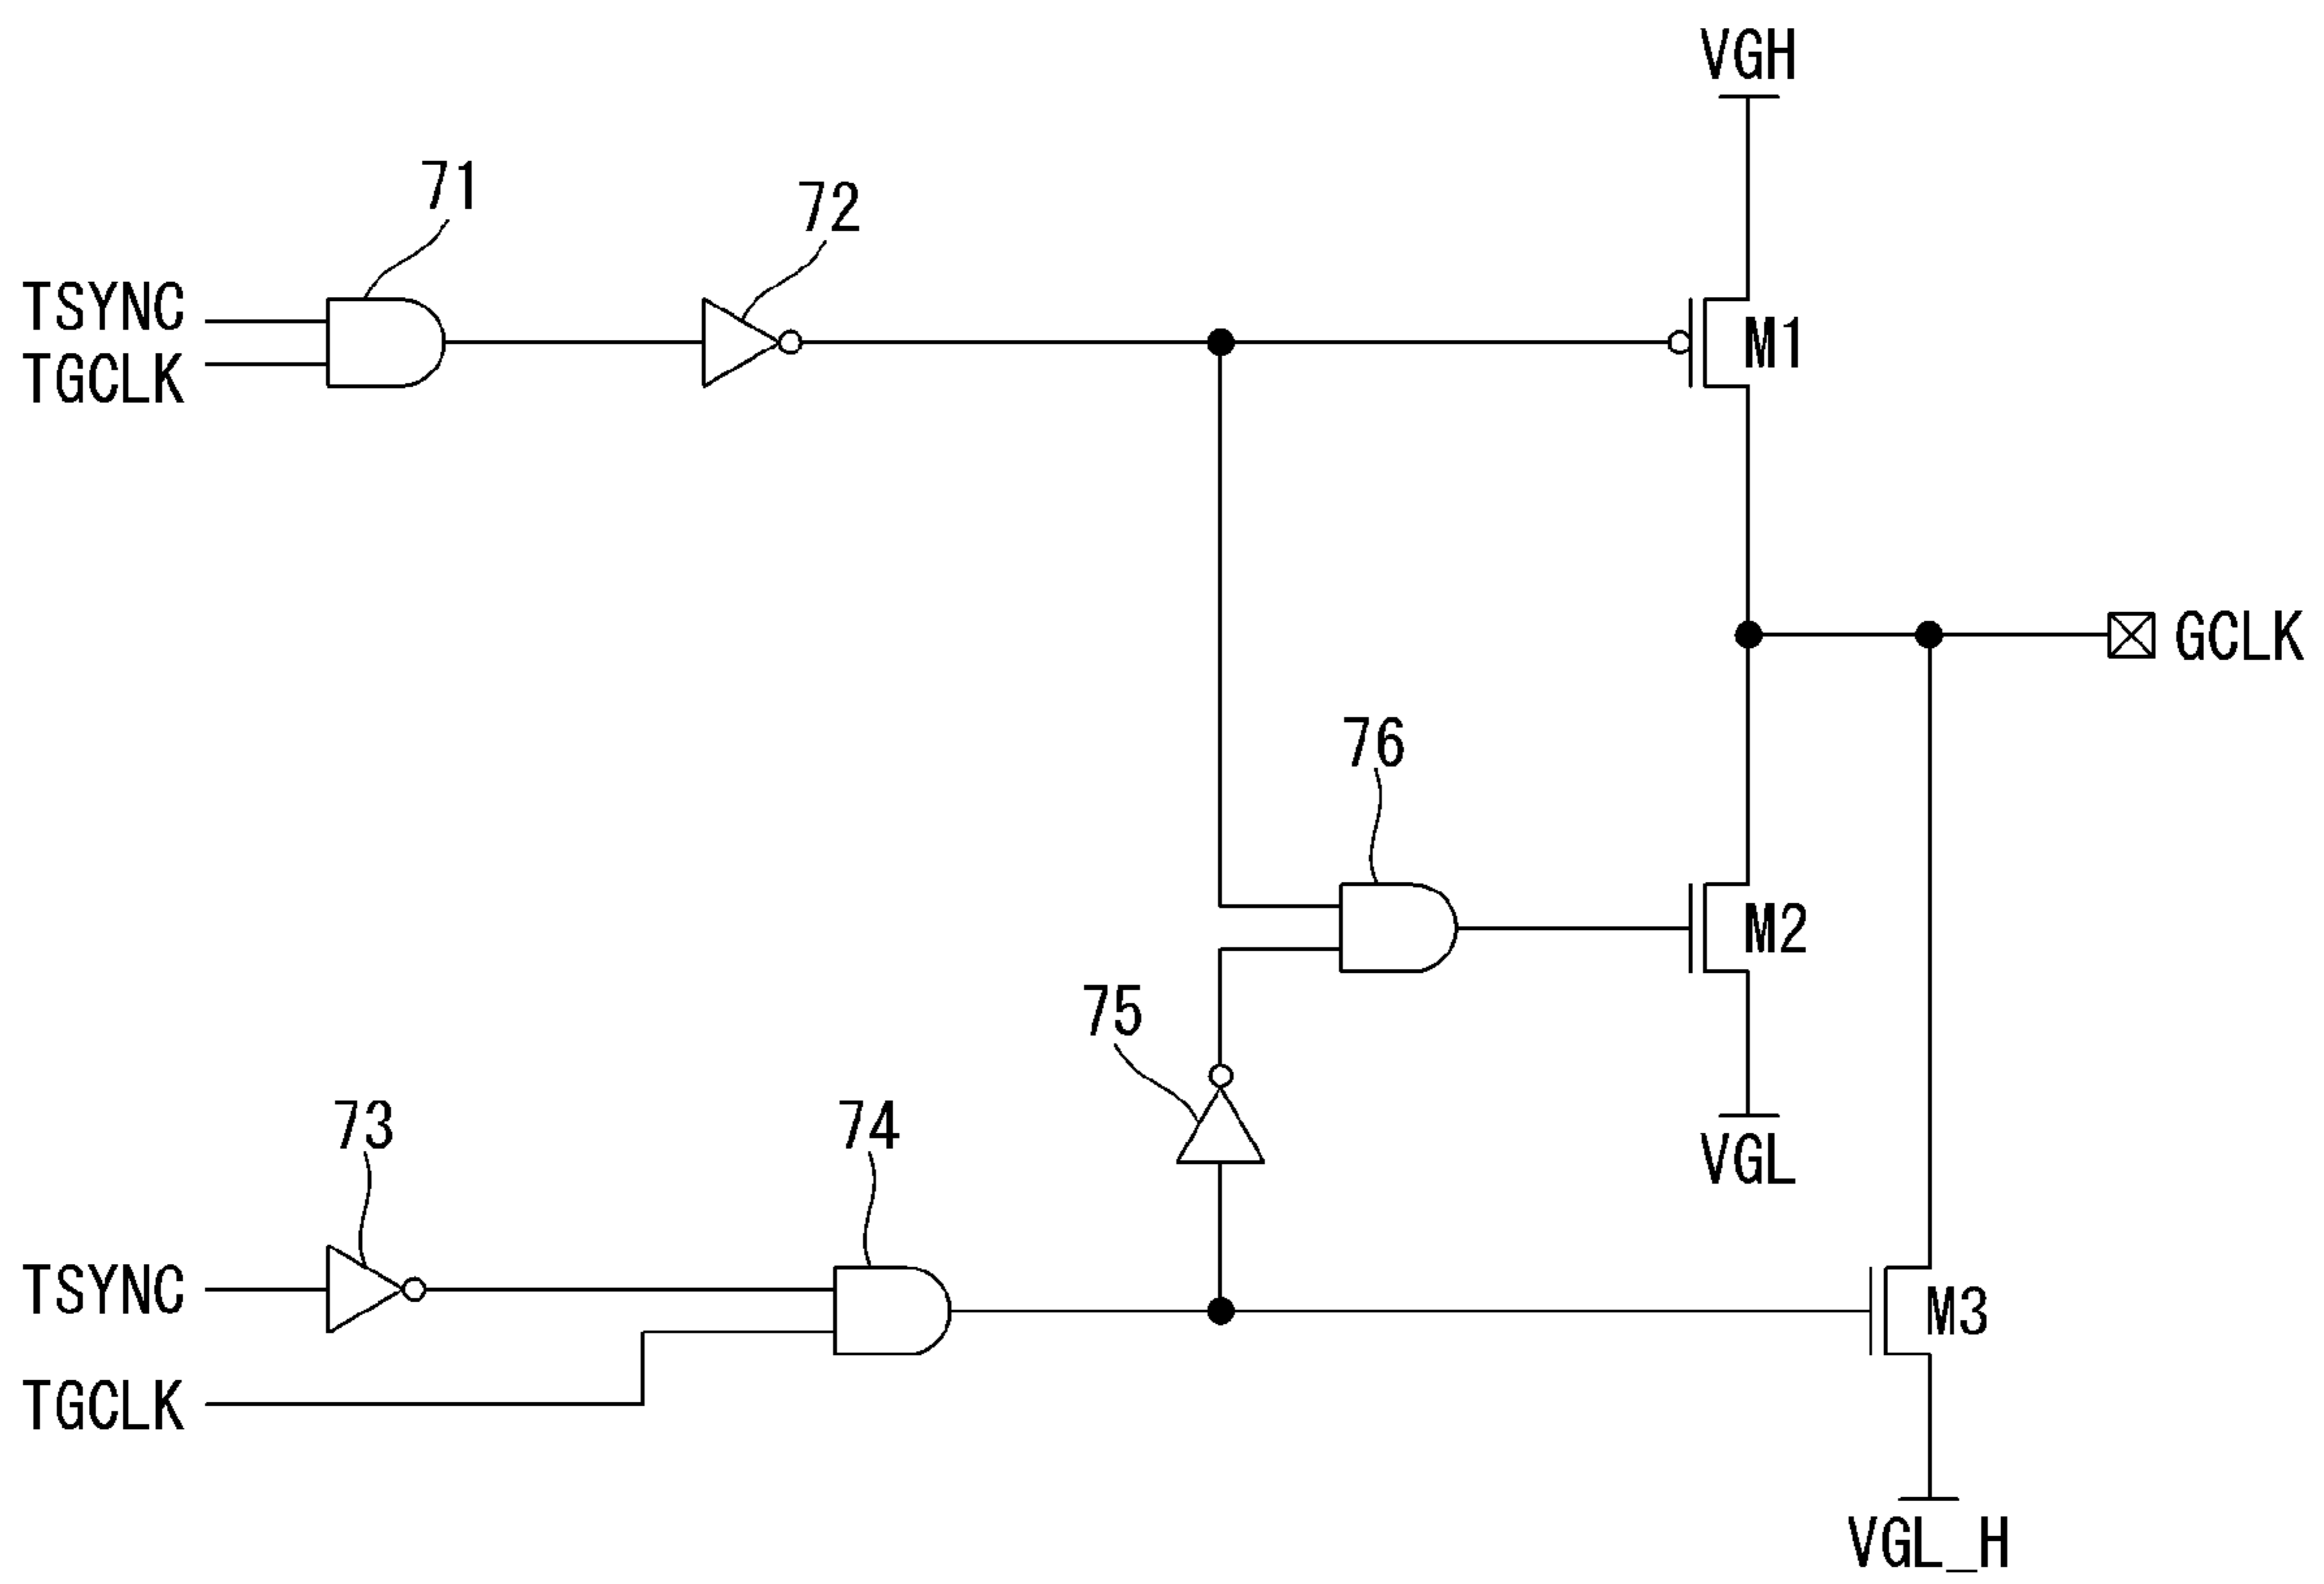 VGH
71
72
TSYNC
TGCLK
M1
GCLK
76
M2
75
VGL
73
74
TSYNC
M3
TGCLK
VGL_H